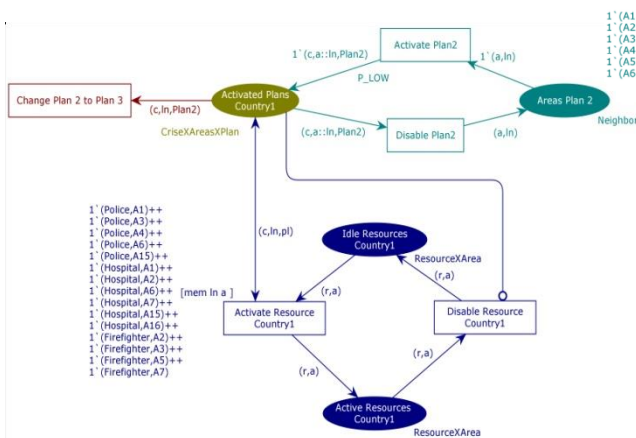 1`(A1
1`(A2
1`(A3
1`(A4
1`(A5
1`(A6
Activate Plan2
1`(c,a::ln,Plan2)
1`(a,ln)
P_LOW
Change Plan 2 to Plan 3
(c,ln,Plan2)
Activated Plans
Country1
Areas Plan 2
CriseXAreasXPlan
(c,a::ln,Plan2)
Disable Plan2
(a,ln)
Neighbor
1`(Police,A1)++
1`(Police,A3)++
1`(Police,A4)++
1`(Police,A6)++
1`(Police,A15)++
1`(Hospital,A1)++
1`(Hospital,A2)++
1`(Hospital,A6)++
1`(Hospital,A7)++
1`(Hospital,A15)++
1`(Hospital,A16)++
1`(Firefighter,A2)++
1`(Firefighter,A3)++
1`(Firefighter,A5)++
1`(Firefighter,A7)
(c,ln,pl)
Idle Resources
Country1
ResourceXArea
(r,a)
(r,a)
[mem ln a ]
Activate Resource
Country1
Disable Resource
Country1
(r,a)
(r,a)
Active Resources
Country1
ResourceXArea